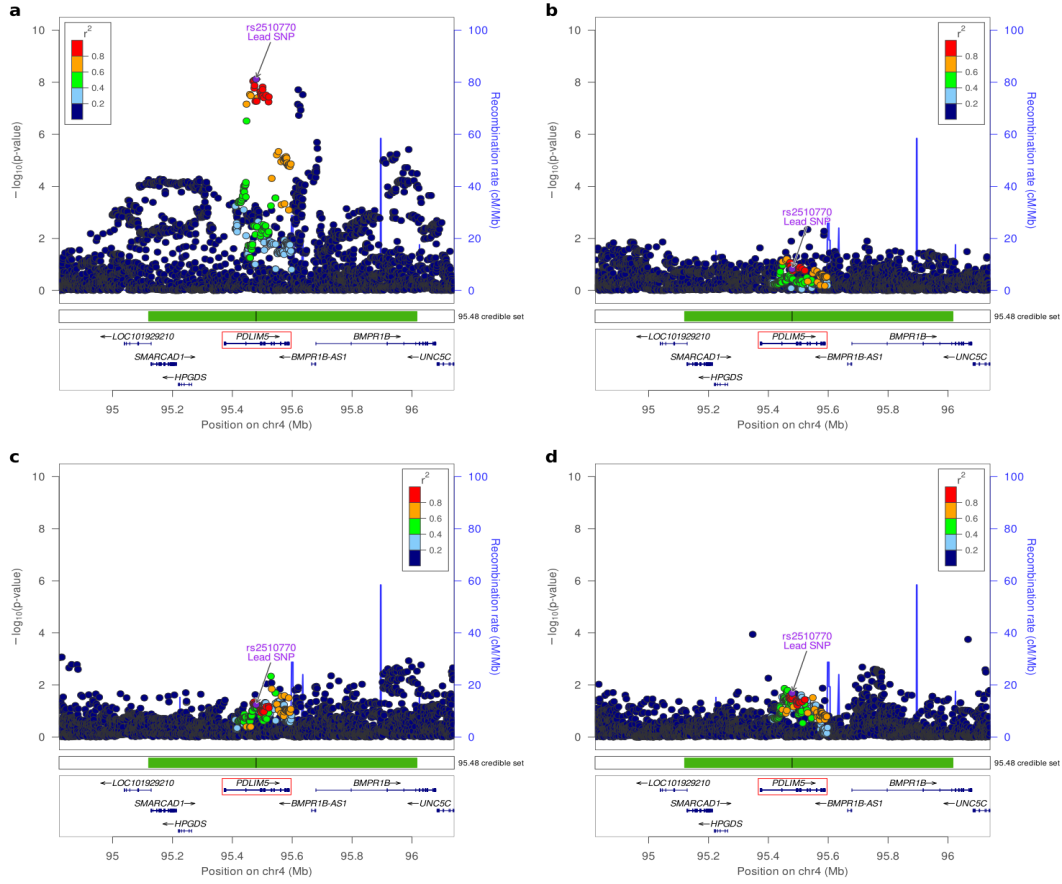 a
rs2510770
Lead SNP
r2
0.8
0.6
0.4
0.2
10
8
6
4
2
0
− log10(p-value)
100
80
60
40
20
0
Recombination rate (cM/Mb)
95.48 credible set
LOC101929210
PDLIM5
BMPR1B
SMARCAD1
BMPR1B-AS1
UNC5C
HPGDS
95 95.2 95.4 95.6 95.8 96
Position on chr4 (Mb)
b
rs2510770
Lead SNP
r2
0.8
0.6
0.4
0.2
10
8
6
4
2
0
− log10(p-value)
100
80
60
40
20
0
Recombination rate (cM/Mb)
95.48 credible set
LOC101929210
PDLIM5
BMPR1B
SMARCAD1
BMPR1B-AS1
UNC5C
HPGDS
95 95.2 95.4 95.6 95.8 96
Position on chr4 (Mb)
c
rs2510770
Lead SNP
r2
0.8
0.6
0.4
0.2
10
8
6
4
2
0
− log10(p-value)
100
80
60
40
20
0
Recombination rate (cM/Mb)
95.48 credible set
LOC101929210
PDLIM5
BMPR1B
SMARCAD1
BMPR1B-AS1
UNC5C
HPGDS
95 95.2 95.4 95.6 95.8 96
Position on chr4 (Mb)
d
rs2510770
Lead SNP
r2
0.8
0.6
0.4
0.2
10
8
6
4
2
0
− log10(p-value)
100
80
60
40
20
0
Recombination rate (cM/Mb)
95.48 credible set
LOC101929210
PDLIM5
BMPR1B
SMARCAD1
BMPR1B-AS1
UNC5C
HPGDS
95 95.2 95.4 95.6 95.8 96
Position on chr4 (Mb)